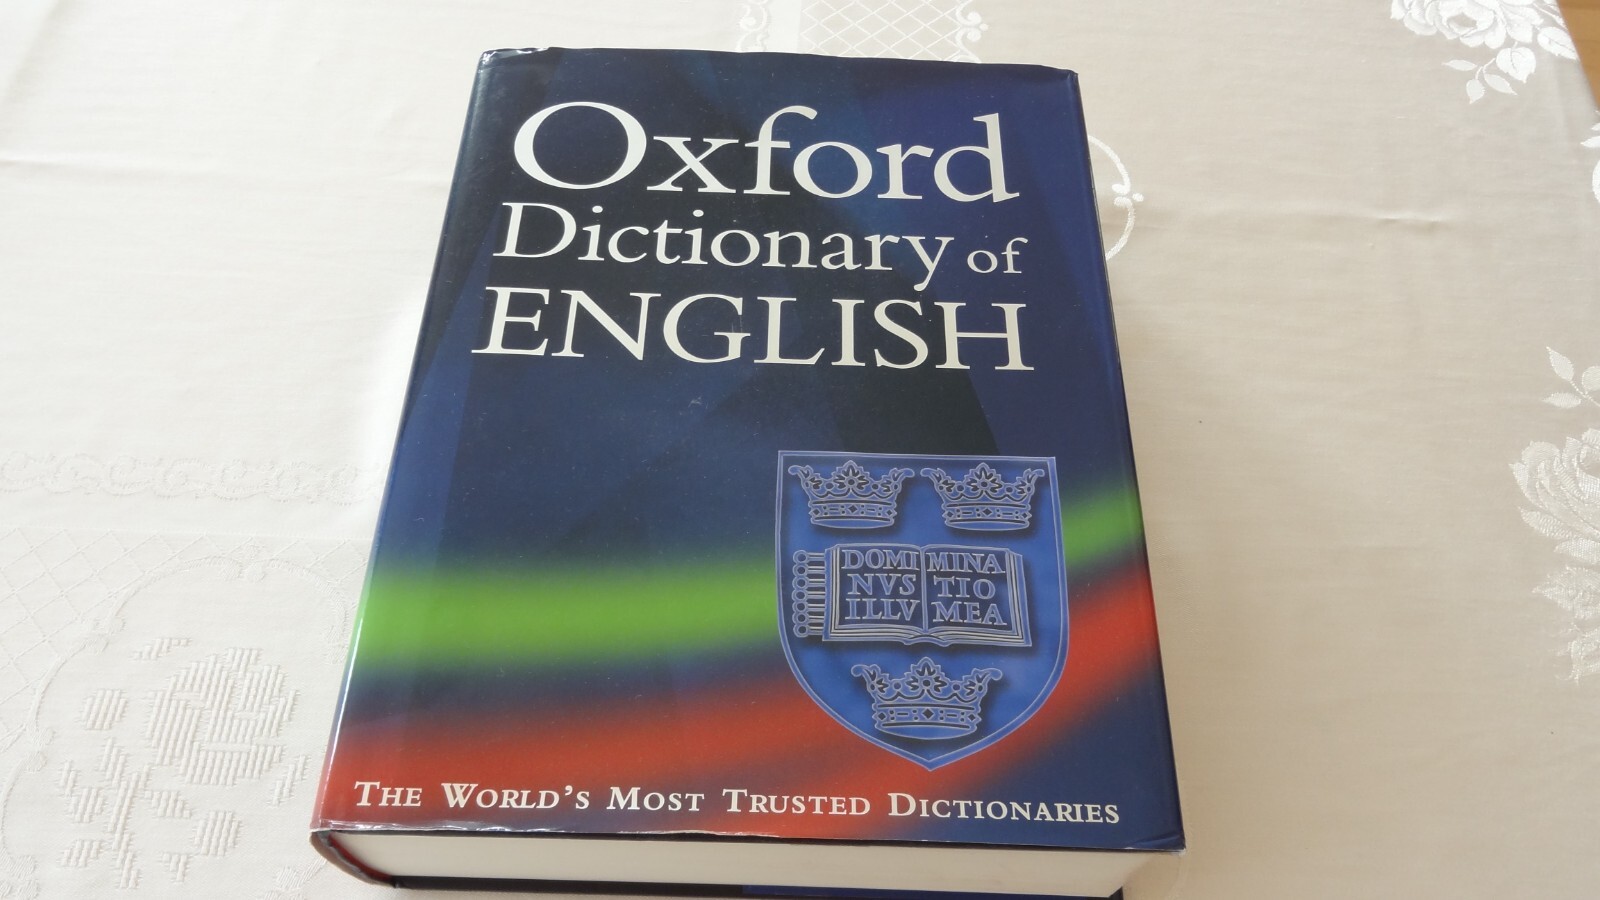 Oxford
Dictionary of
ENGLISH
DOMI
NVS
ILLV
MINA
TIO
MEA
THE WORLD'S MOST TRUSTED DICTIONARIES